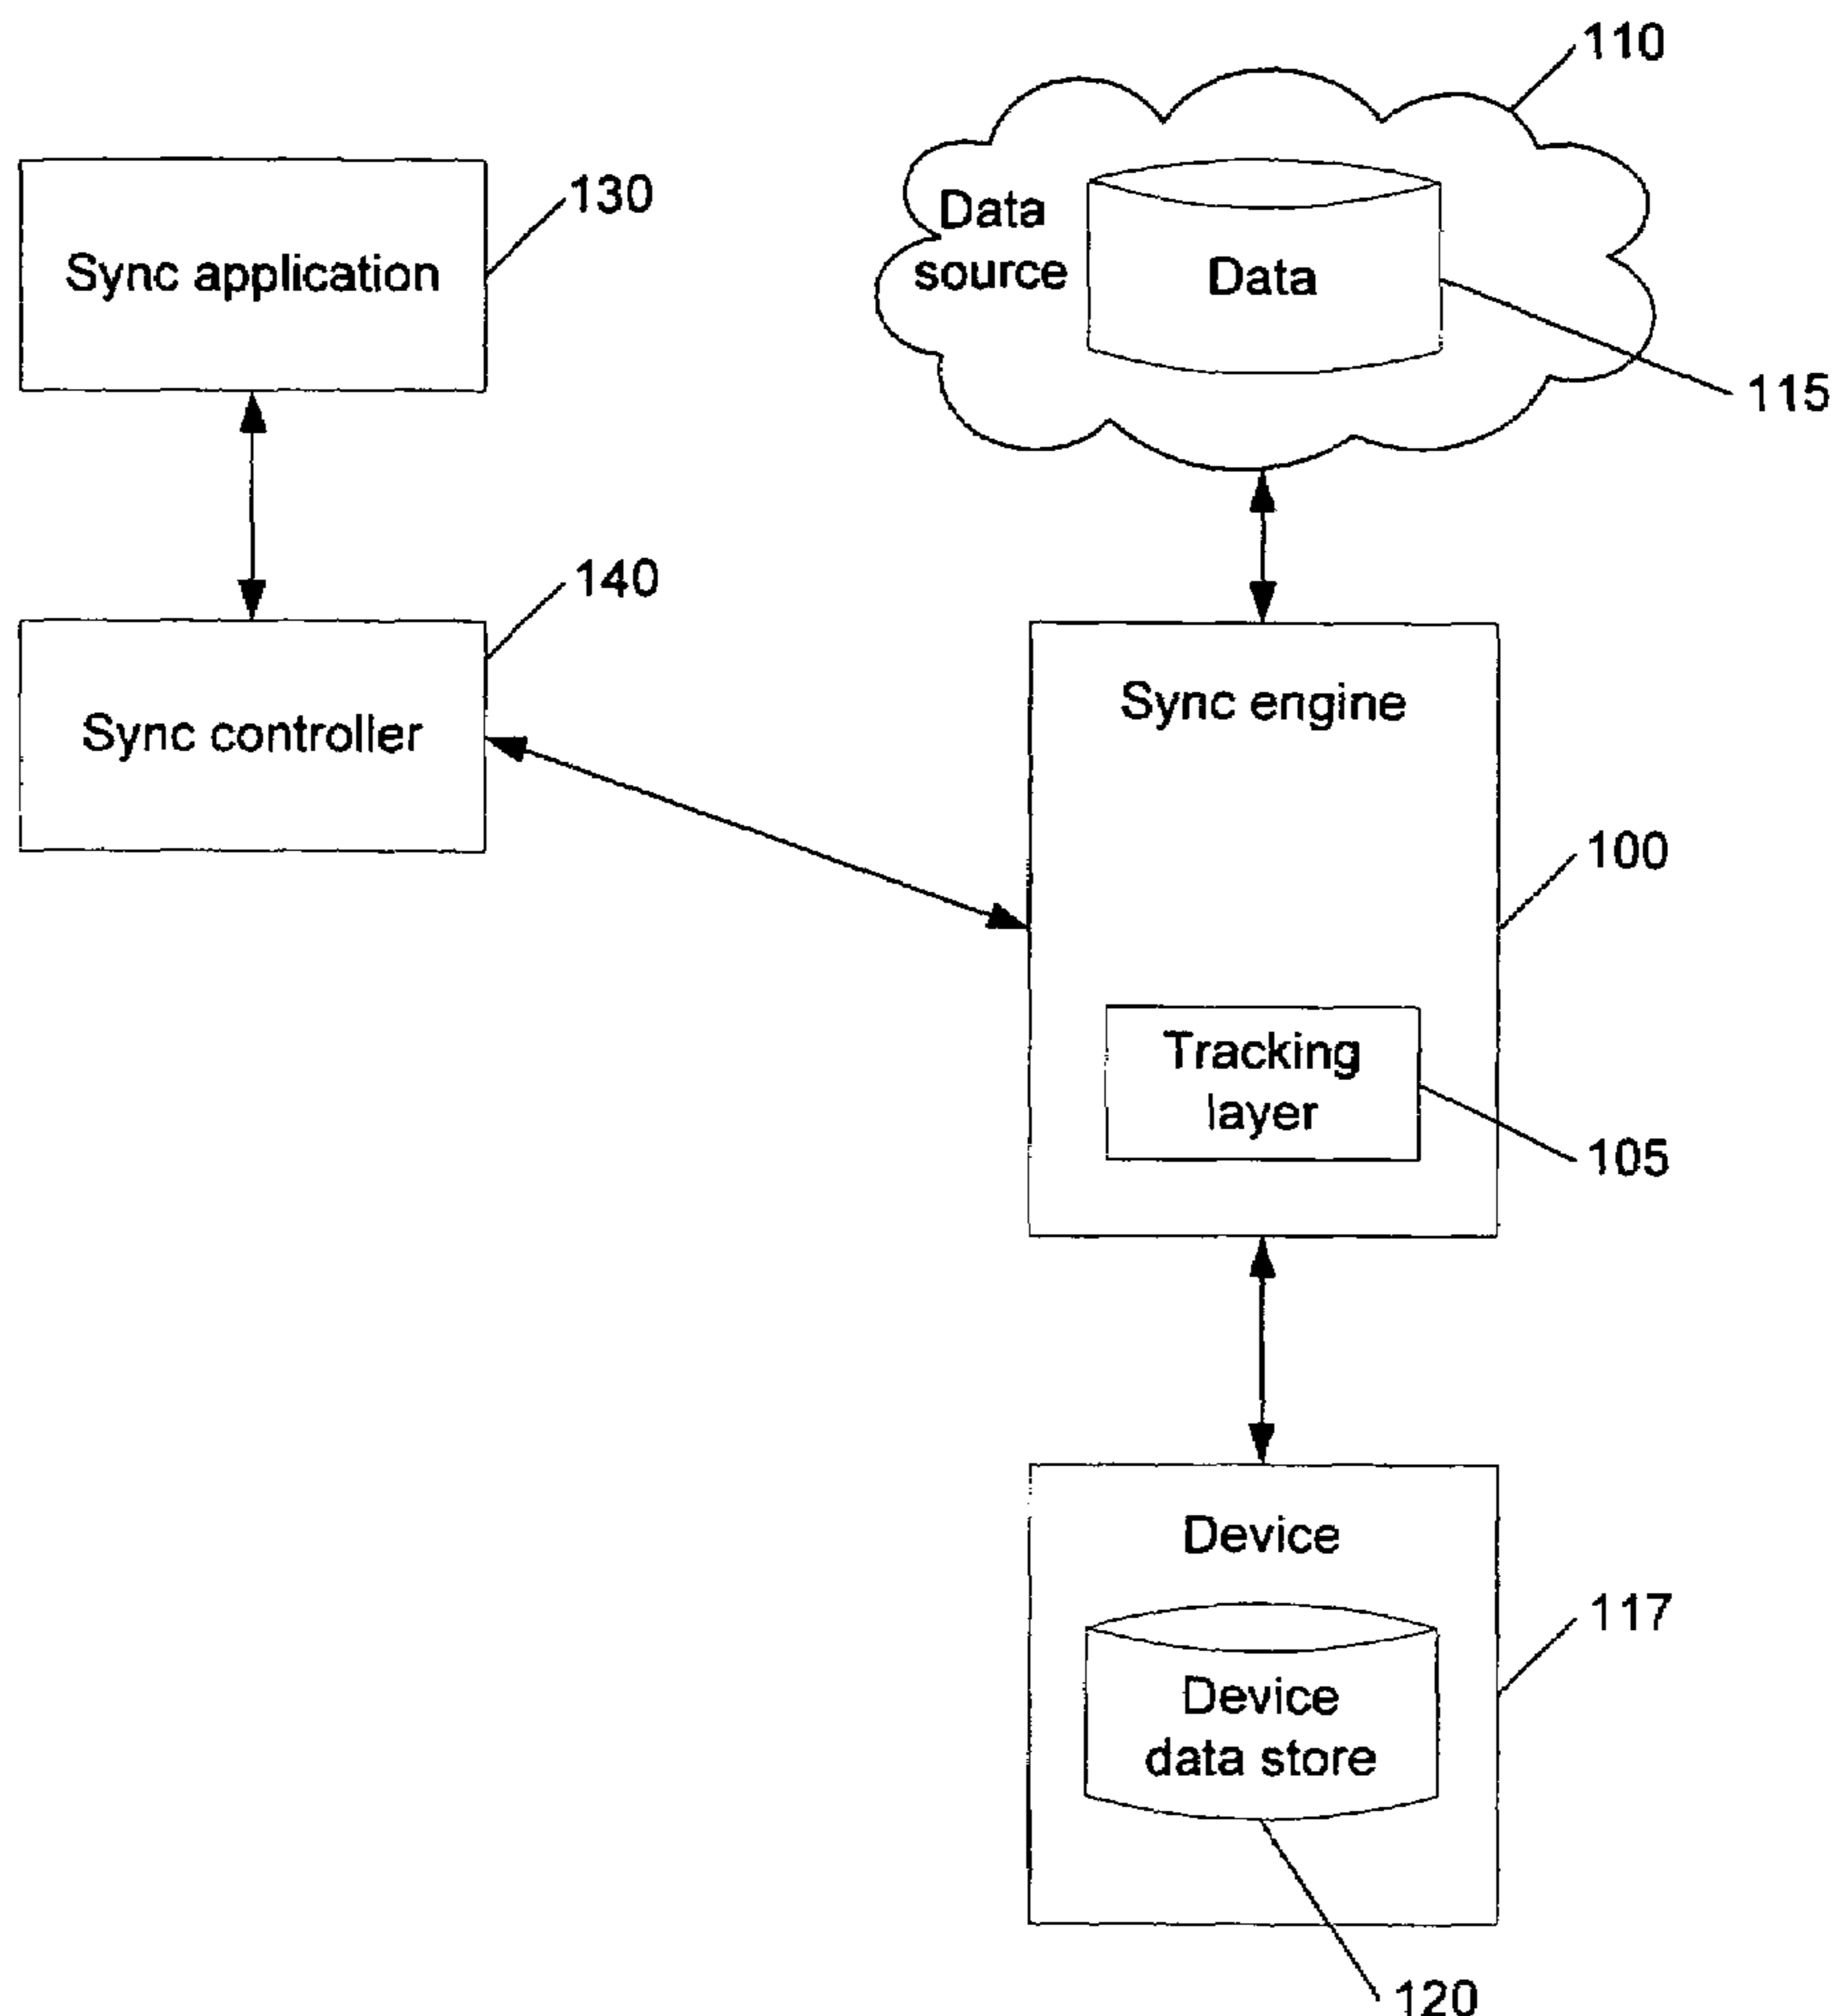 110
130
Sync application
Data
source
Data
115
140
Sync controller
Sync engine
100
Tracking
layer
105
Device
117
Device
data store
120